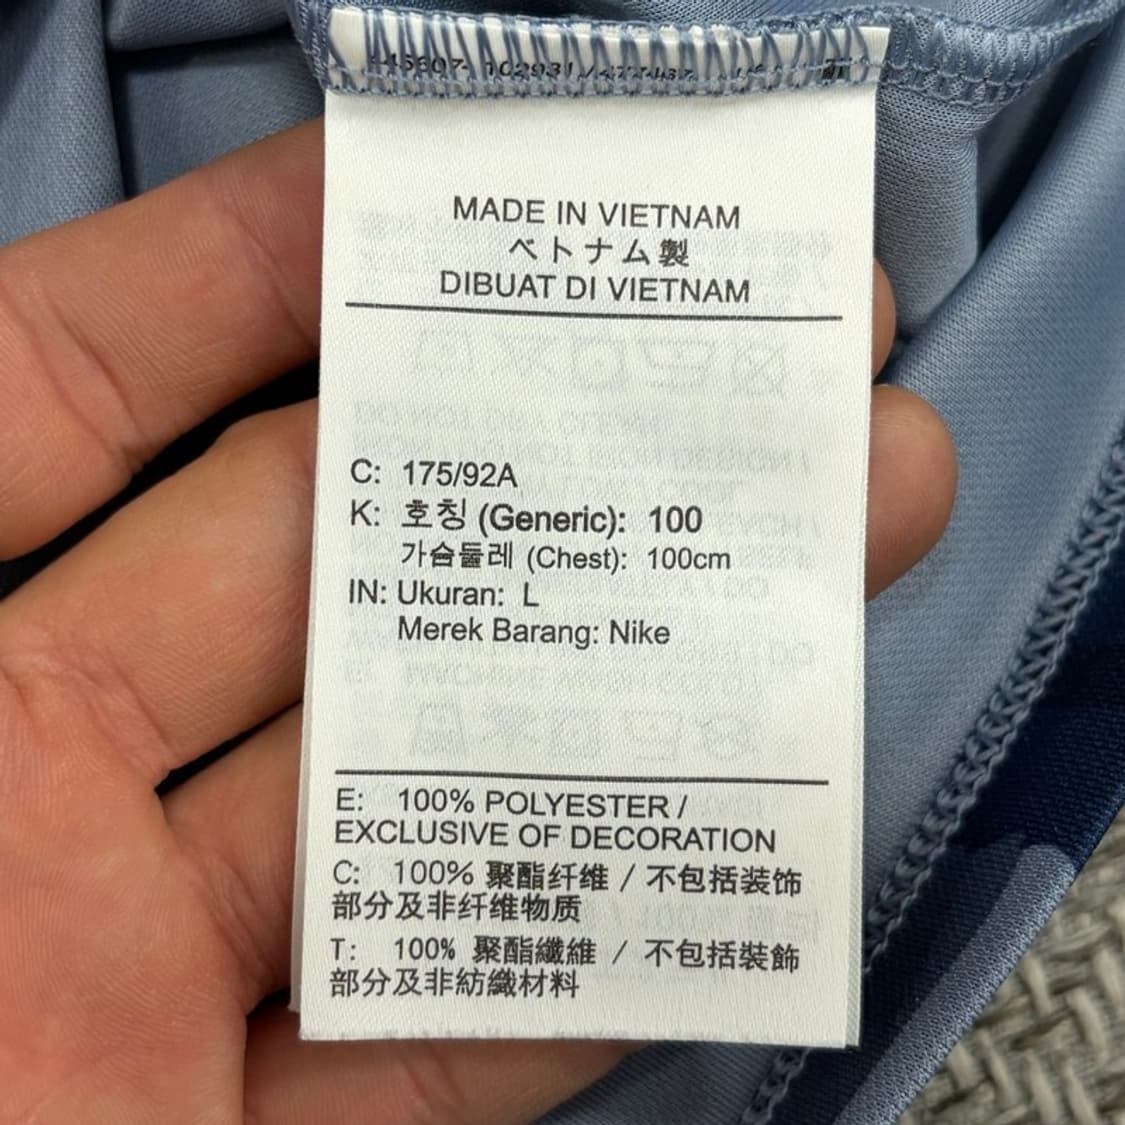 MADE IN VIETNAM
ベトナム製
DIBUAT DI VIETNAM
C: 175/92A
K: 호칭 (Generic): 100
가슴둘레 (Chest): 100cm
IN: Ukuran: L
Merek Barang: Nike
E: 100% POLYESTER /
EXCLUSIVE OF DECORATION
C: 100% 聚酯纤维 / 不包括装饰
部分及非纤维物质
T: 100% 聚酯纖維 / 不包括裝飾
部分及非紡織材料